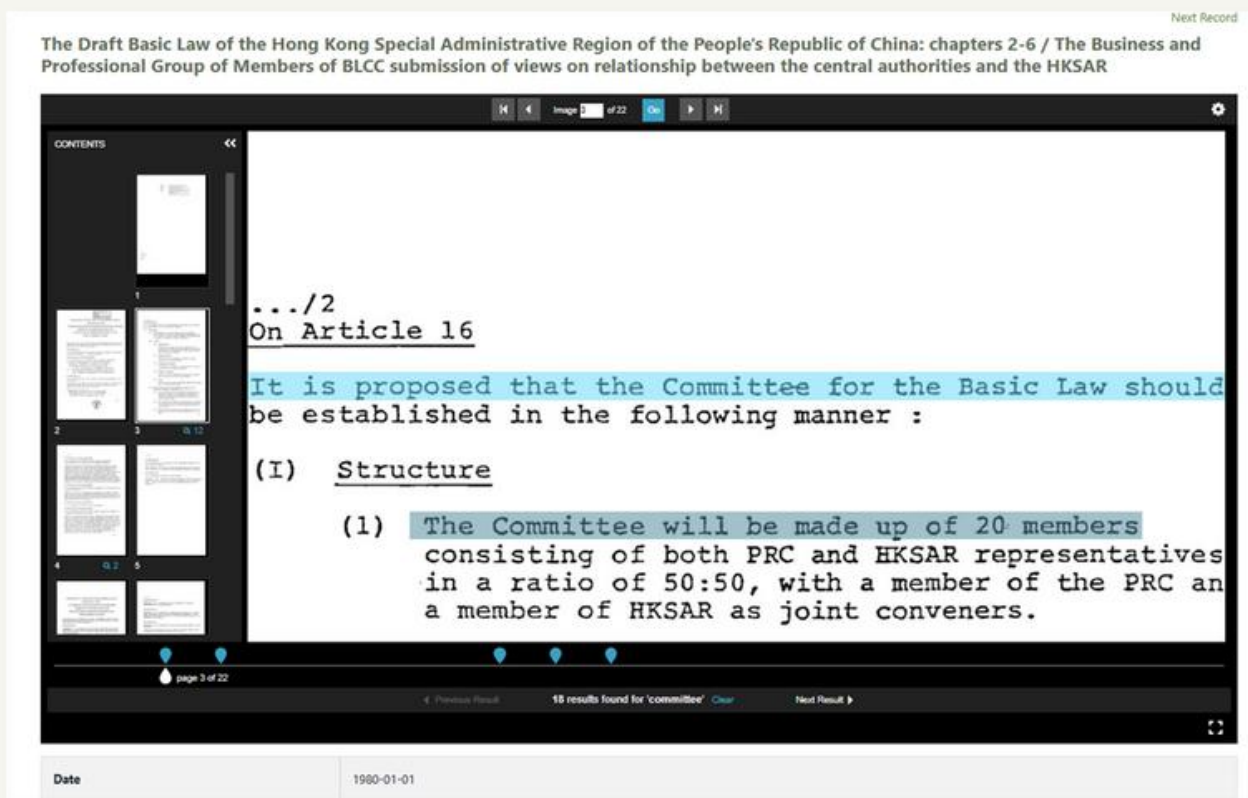 Next Record
The Draft Basic Law of the Hong Kong Special Administrative Region of the People's Republic of China: chapters 2-6 / The Business and
Professional Group of Members of BLCC submission of views on relationship between the central authorities and the HKSAR
Image 3 of 22 Go
CONTENTS
1
2
3
12
4
2
5
.../2
On Article 16
It is proposed that the Committee for the Basic Law should
be established in the following manner :
(I) Structure
(1) The Committee will be made up of 20 members
consisting of both PRC and HKSAR representatives
in a ratio of 50:50, with a member of the PRC an
a member of HKSAR as joint conveners.
page 3 of 22
Previous Result
18 results found for 'committee' Clear
Next Result
Date
1980-01-01